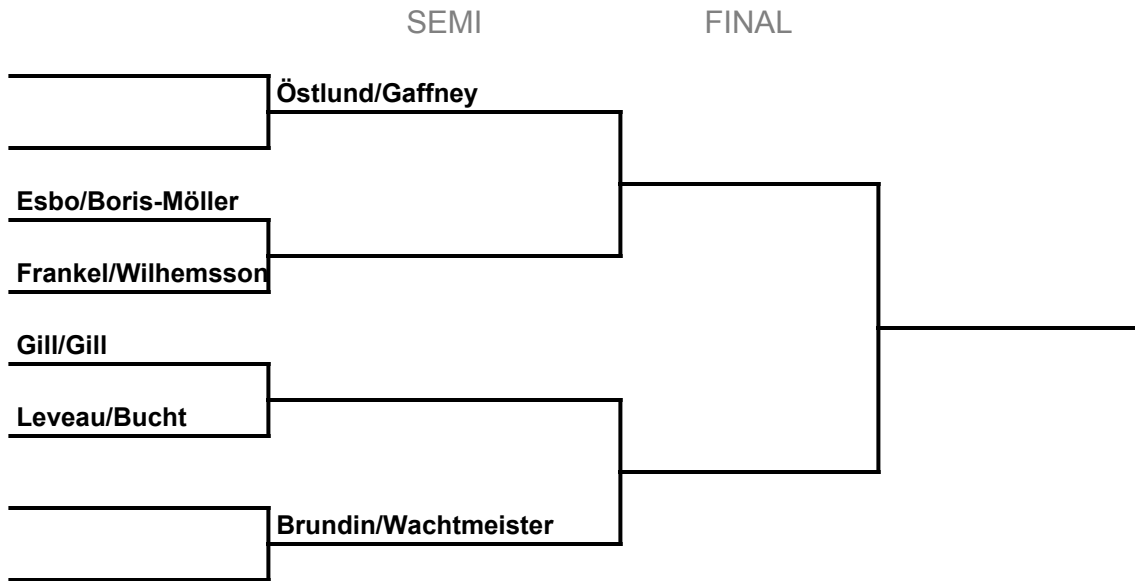 SEMI FINAL
Östlund/Gaffney
Esbo/Boris-Möller
Frankel/Wilhemsson
Gill/Gill
Leveau/Bucht
Brundin/Wachtmeister